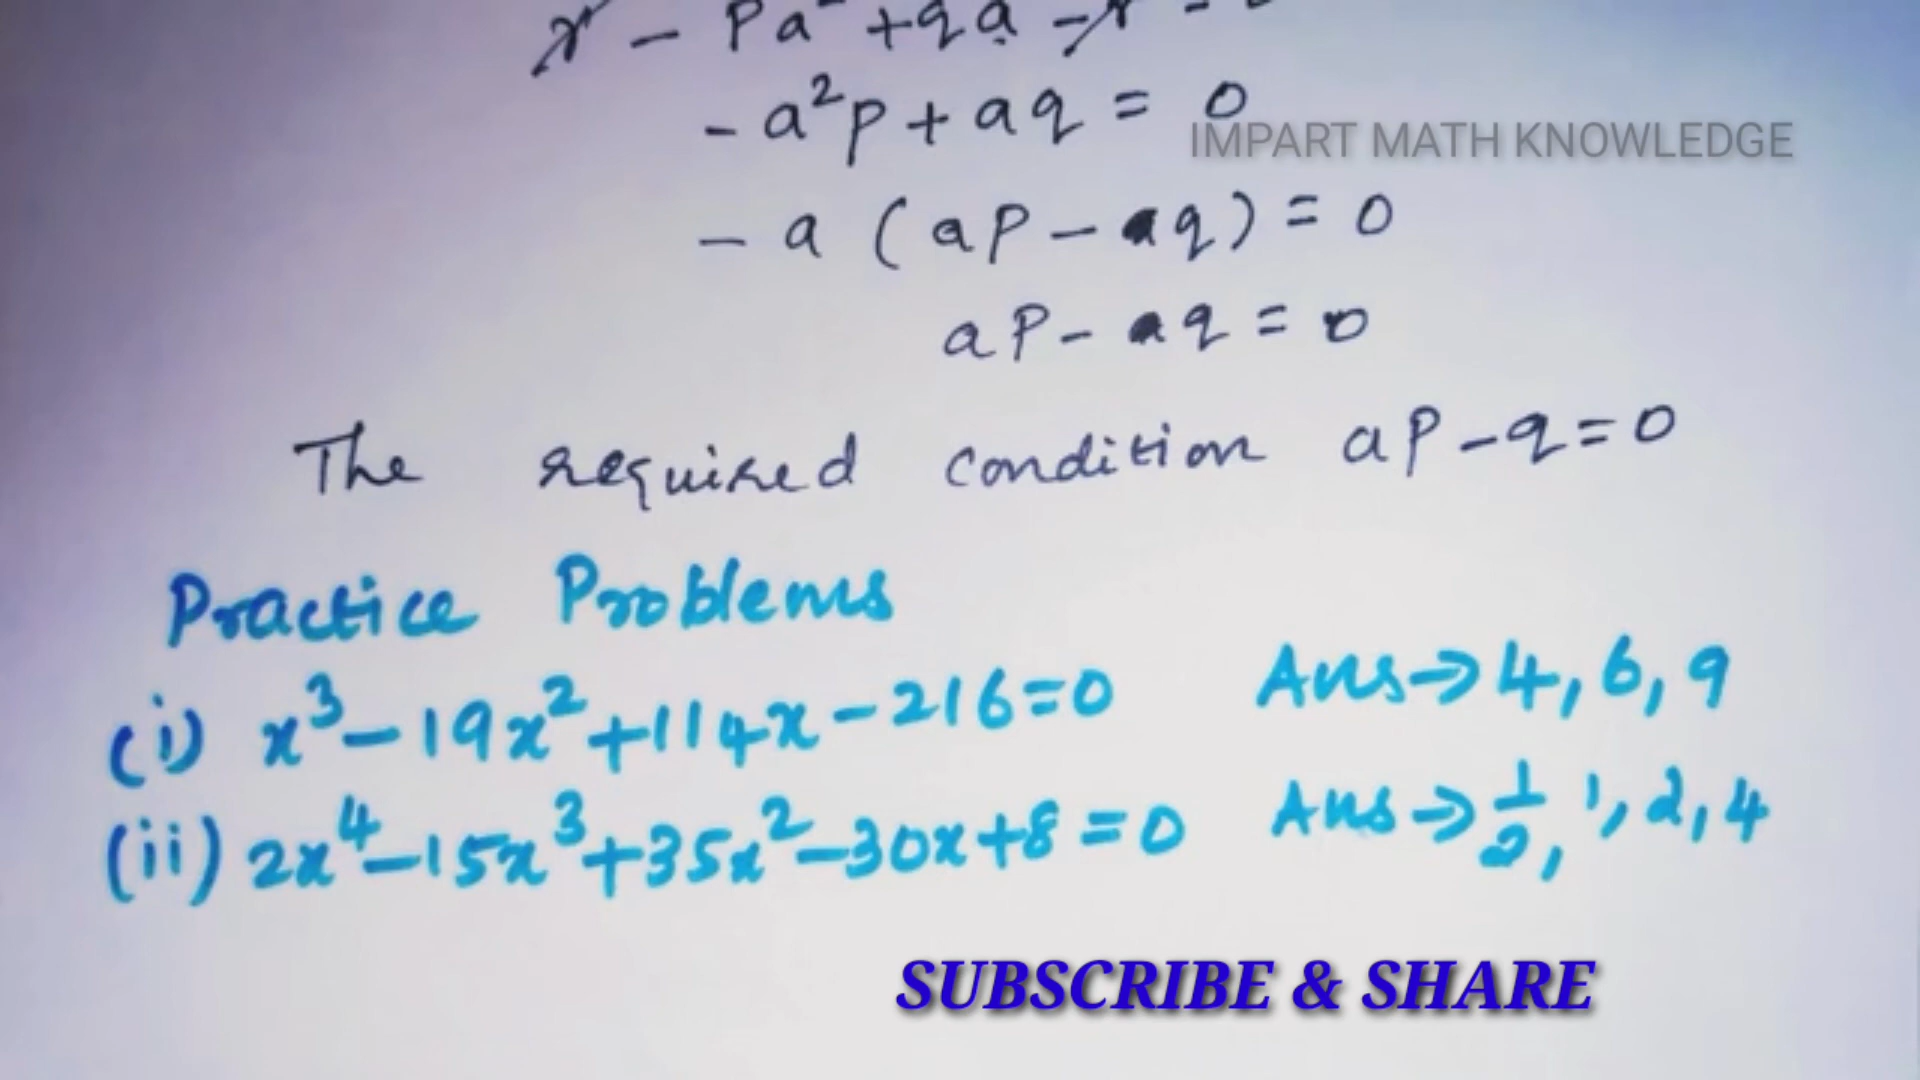 r - Pa² + qa - r =
- a²p + aq = 0
IMPART MATH KNOWLEDGE
- a (ap - q) = 0
ap - q = 0
The required condition ap - q = 0
Practice Problems
(i) x³ - 19x² + 114x - 216 = 0 Ans → 4, 6, 9
(ii) 2x⁴ - 15x³ + 35x² - 30x + 8 = 0 Ans → 1/2, 1, 2, 4
SUBSCRIBE & SHARE